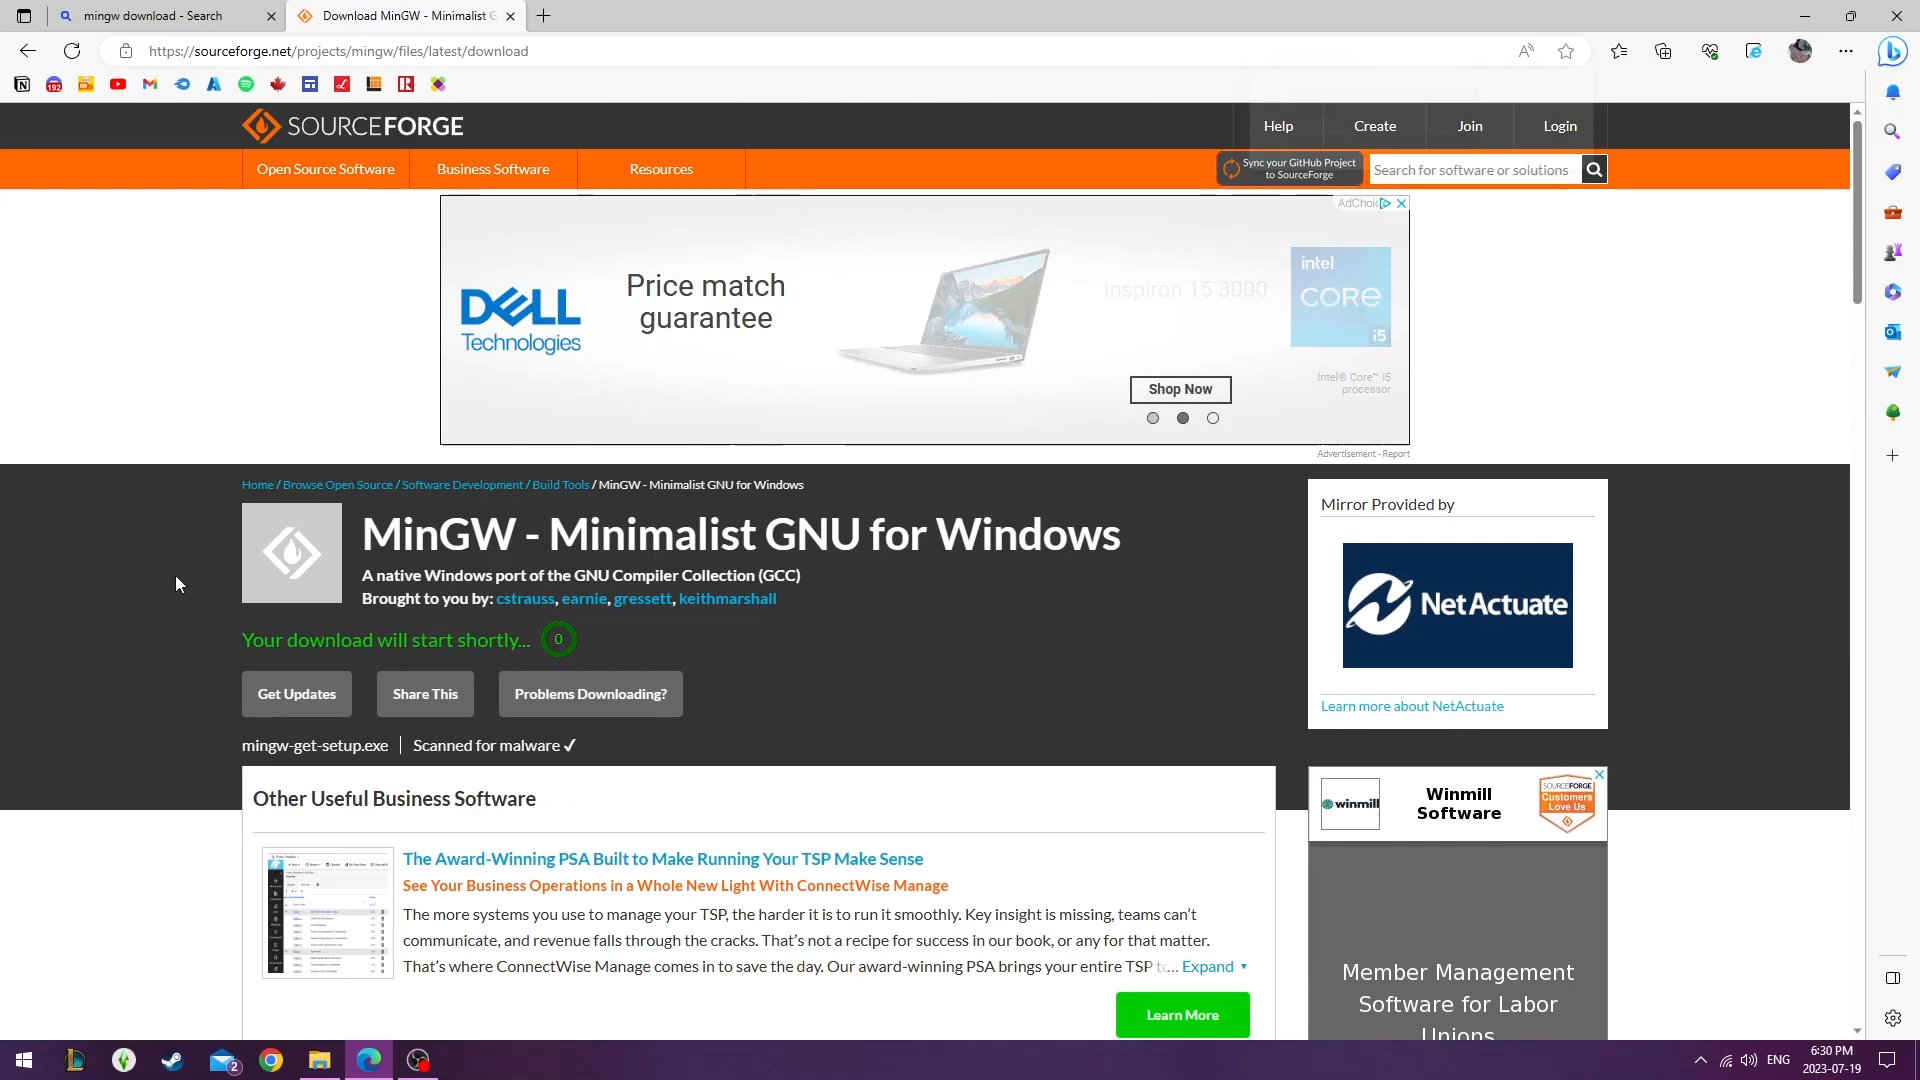 mingw download - Search
Download MinGW - Minimalist G
https://sourceforge.net/projects/mingw/files/latest/download
192
SOURCEFORGE
Help
Create
Join
Login
Open Source Software
Business Software
Resources
Sync your GitHub Project
to SourceForge
Search for software or solutions
AdChoic
DELL
Technologies
Price match
guarantee
Inspiron 15 3000
intel
CORE
i5
Intel® Core™ i5
processor
Shop Now
Advertisement - Report
Home / Browse Open Source / Software Development / Build Tools / MinGW - Minimalist GNU for Windows
MinGW - Minimalist GNU for Windows
A native Windows port of the GNU Compiler Collection (GCC)
Brought to you by: cstrauss, earnie, gressett, keithmarshall
Your download will start shortly... 0
Get Updates
Share This
Problems Downloading?
mingw-get-setup.exe
Scanned for malware ✓
Mirror Provided by
NetActuate
Learn more about NetActuate
Other Useful Business Software
The Award-Winning PSA Built to Make Running Your TSP Make Sense
See Your Business Operations in a Whole New Light With ConnectWise Manage
The more systems you use to manage your TSP, the harder it is to run it smoothly. Key insight is missing, teams can't
communicate, and revenue falls through the cracks. That's not a recipe for success in our book, or any for that matter.
That's where ConnectWise Manage comes in to save the day. Our award-winning PSA brings your entire TSP t... Expand
Learn More
winmill
Winmill
Software
SOURCEFORGE
Customers
Love Us
Member Management
Software for Labor
Unions
2
ENG
6:30 PM
2023-07-19